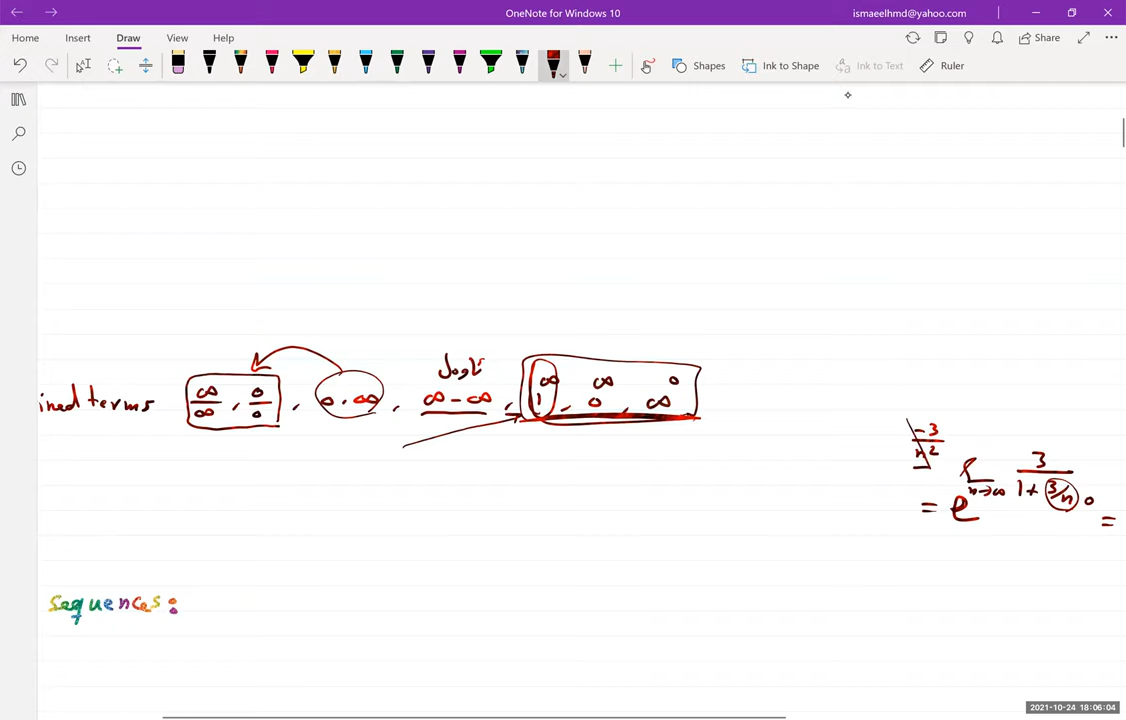 OneNote for Windows 10
ismaeelhmd@yahoo.com
Home Insert Draw View Help
Share
Shapes Ink to Shape Ink to Text Ruler
ined terms ∞/∞ , 0/0 , 0·∞ , ∞ - ∞ , 1^∞ , 0^∞ , ∞^0
-3/n²
= e n→∞ 3/(1 + 3/n) 0 =
Sequences:
2021-10-24 18:06:04